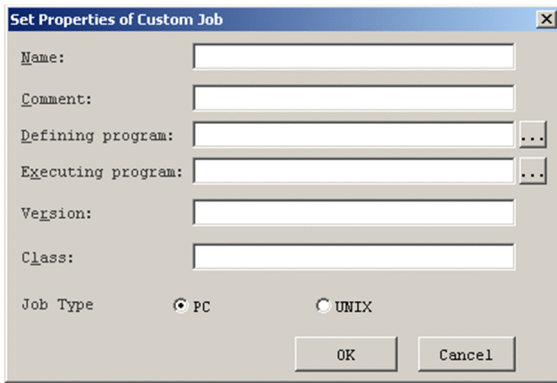 Set Properties of Custom Job
Name:
Comment:
Defining program:
...
Executing program:
...
Version:
Class:
Job Type PC UNIX
OK Cancel